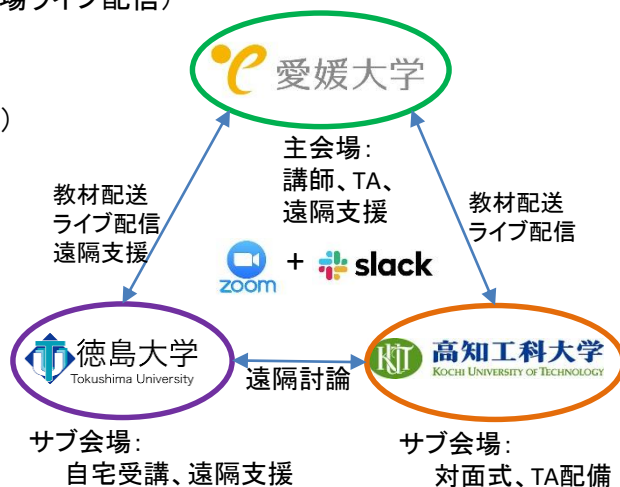 場ライブ配信）
）
愛媛大学
主会場：
講師、TA、
遠隔支援
教材配送
ライブ配信
遠隔支援
教材配送
ライブ配信
zoom + slack
徳島大学
Tokushima University
遠隔討論
KUT 高知工科大学
KOCHI UNIVERSITY OF TECHNOLOGY
サブ会場：
自宅受講、遠隔支援
サブ会場：
対面式、TA配備